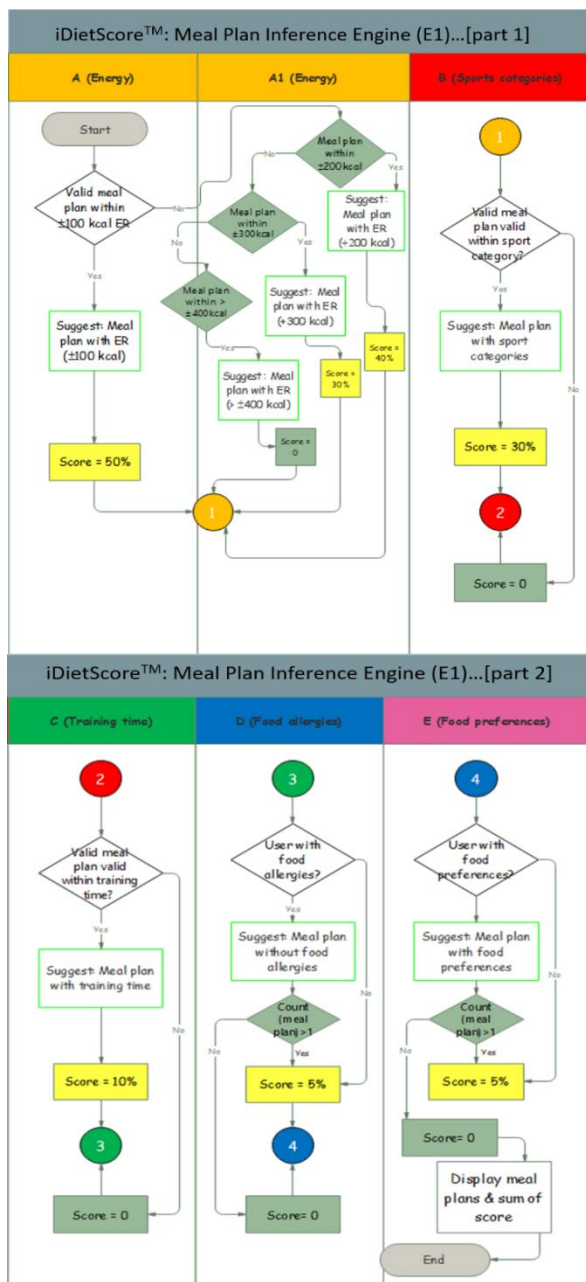 iDietScore™: Meal Plan Inference Engine (E1)...[part 1]
A (Energy)
A1 (Energy)
B (Sports categories)
Start
Valid meal
plan within
±100 kcal ER
No
Yes
Suggest: Meal
plan with ER
(±100 kcal)
Score = 50%
Meal plan
within
±200kcal
No
Yes
Meal plan
within
±300kcal
Suggest: Meal
plan with ER
(+200 kcal)
No
Yes
Meal plan
within >
±400kcal
Suggest: Meal
plan with ER
(+300 kcal)
Yes
Suggest: Meal
plan with ER
(> ±400 kcal)
Score =
40%
Score =
30%
Score =
0
1
1
Valid meal
plan valid
within sport
category?
Yes
Suggest: Meal plan
with sport
categories
No
Score = 30%
2
Score = 0
iDietScore™: Meal Plan Inference Engine (E1)...[part 2]
C (Training time)
D (Food allergies)
E (Food preferences)
2
Valid meal
plan valid
within training
time?
Yes
Suggest: Meal plan
with training time
No
Score = 10%
3
Score = 0
3
User with
food
allergies?
Yes
Suggest: Meal plan
without food
allergies
No
Count
(meal
plan) >1
No
Yes
Score = 5%
4
Score= 0
4
User with
food
preferences?
Yes
Suggest: Meal plan
with food
preferences
No
Count
(meal
plan) >1
No
Yes
Score = 5%
Score= 0
Display meal
plans & sum of
score
End